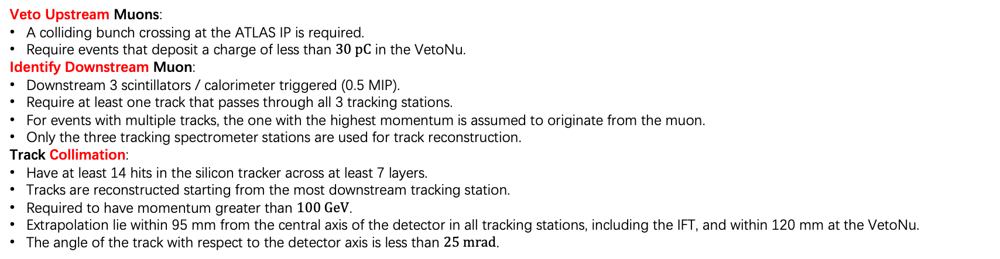 Veto Upstream Muons:
• A colliding bunch crossing at the ATLAS IP is required.
• Require events that deposit a charge of less than 30 pC in the VetoNu.
Identify Downstream Muon:
• Downstream 3 scintillators / calorimeter triggered (0.5 MIP).
• Require at least one track that passes through all 3 tracking stations.
• For events with multiple tracks, the one with the highest momentum is assumed to originate from the muon.
• Only the three tracking spectrometer stations are used for track reconstruction.
Track Collimation:
• Have at least 14 hits in the silicon tracker across at least 7 layers.
• Tracks are reconstructed starting from the most downstream tracking station.
• Required to have momentum greater than 100 GeV.
• Extrapolation lie within 95 mm from the central axis of the detector in all tracking stations, including the IFT, and within 120 mm at the VetoNu.
• The angle of the track with respect to the detector axis is less than 25 mrad.